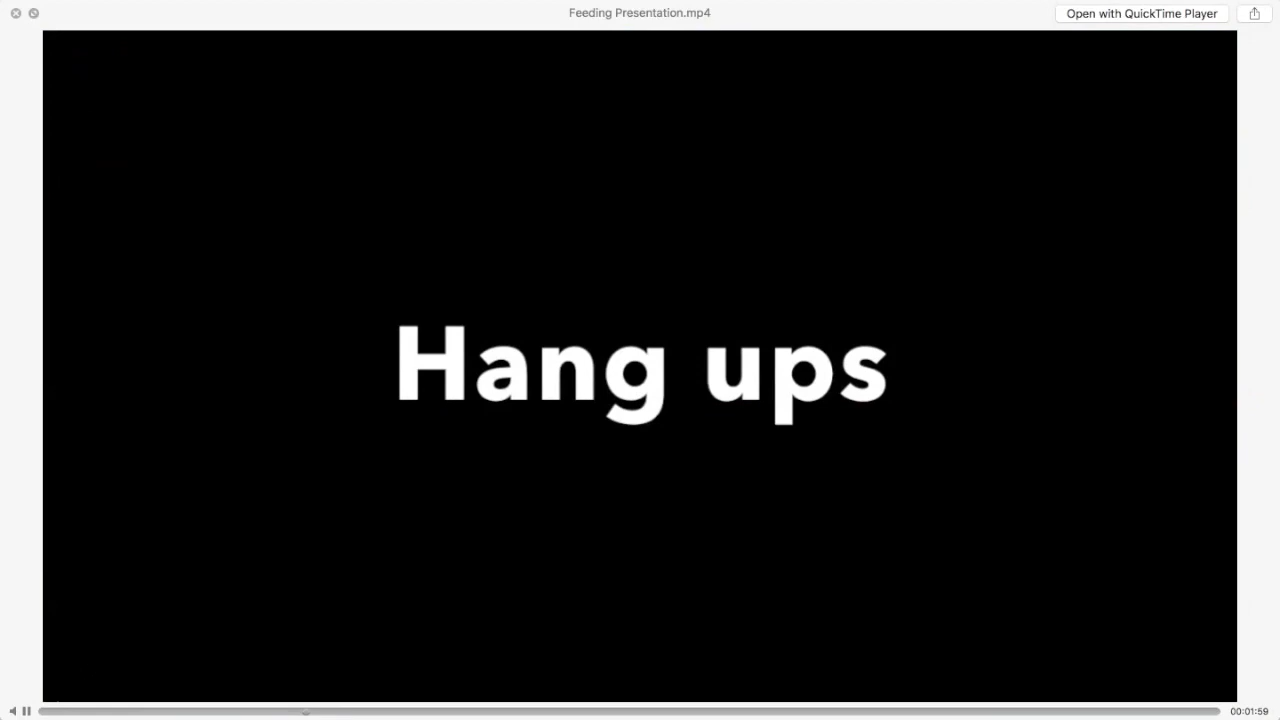 Feeding Presentation.mp4
Open with QuickTime Player
Hang ups
00:01:59